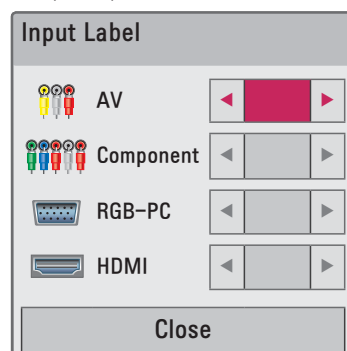 Input Label
AV
Component
RGB-PC
HDMI
Close